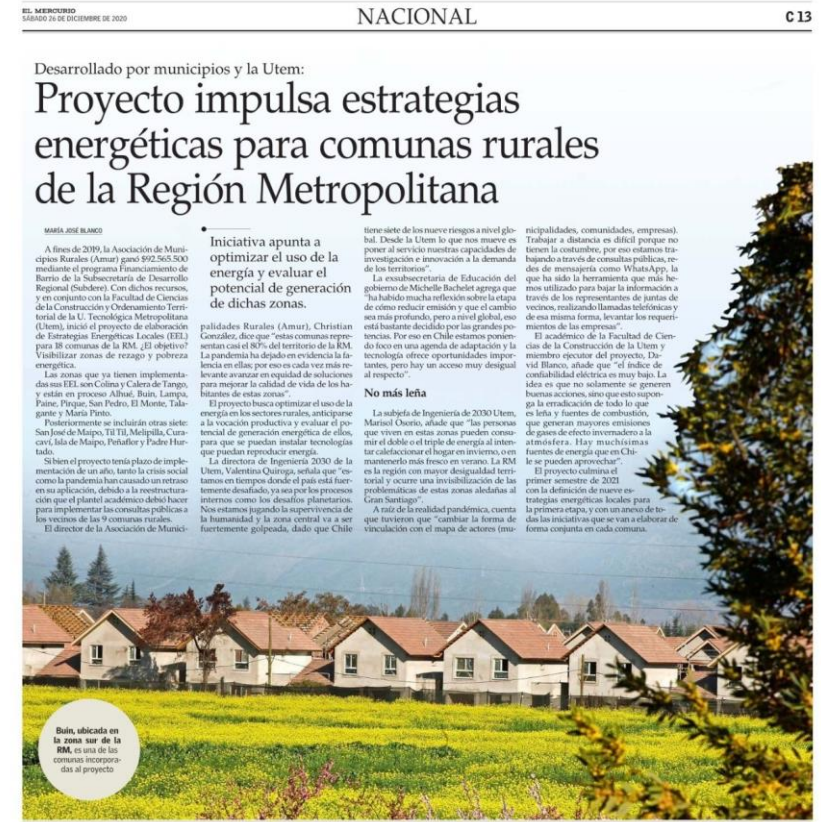 EL MERCURIO
SÁBADO 26 DE DICIEMBRE DE 2020
NACIONAL
C 13
Desarrollado por municipios y la Utem:
Proyecto impulsa estrategias
energéticas para comunas rurales
de la Región Metropolitana
MARÍA JOSÉ BLANCO
A fines de 2019, la Asociación de Muni-
cipios Rurales (Amur) ganó $92.565.500
mediante el programa Financiamiento de
Barrio de la Subsecretaría de Desarrollo
Regional (Subdere). Con dichos recursos,
y en conjunto con la Facultad de Ciencias
de la Construcción y Ordenamiento Terri-
torial de la U. Tecnológica Metropolitana
(Utem), inició el proyecto de elaboración
de Estrategias Energéticas Locales (EEL)
para 18 comunas de la RM. ¿El objetivo?
Visibilizar zonas de rezago y pobreza
energética.
Las zonas que ya tienen implementa-
das sus EEL son Colina y Calera de Tango,
y están en proceso Alhué, Buin, Lampa,
Paine, Pirque, San Pedro, El Monte, Tala-
gante y María Pinto.
Posteriormente se incluirán otras siete:
San José de Maipo, Til Til, Melipilla, Cura-
caví, Isla de Maipo, Peñaflor y Padre Hur-
tado.
Si bien el proyecto tenía plazo de imple-
mentación de un año, tanto la crisis social
como la pandemia han causado un retraso
en su aplicación, debido a la reestructura-
ción que el plantel académico debió hacer
para implementar las consultas públicas a
los vecinos de las 9 comunas rurales.
El director de la Asociación de Munici-
Iniciativa apunta a
optimizar el uso de la
energía y evaluar el
potencial de generación
de dichas zonas.
palidades Rurales (Amur), Christian
González, dice que "estas comunas repre-
sentan casi el 80% del territorio de la RM.
La pandemia ha dejado en evidencia la fa-
lencia en ellas; por eso es cada vez más re-
levante avanzar en equidad de soluciones
para mejorar la calidad de vida de los ha-
bitantes de estas zonas".
El proyecto busca optimizar el uso de la
energía en los sectores rurales, anticiparse
a la vocación productiva y evaluar el po-
tencial de generación energética de ellos,
para que se puedan instalar tecnologías
que puedan reproducir energía.
La directora de Ingeniería 2030 de la
Utem, Valentina Quiroga, señala que "es-
tamos en tiempos donde el país está fuer-
temente desafiado, ya sea por los procesos
internos como los desafíos planetarios.
Nos estamos jugando la supervivencia de
la humanidad y la zona central va a ser
fuertemente golpeada, dado que Chile
tiene siete de los nueve riesgos a nivel glo-
bal. Desde la Utem lo que nos mueve es
poner al servicio nuestras capacidades de
investigación e innovación a la demanda
de los territorios".
La exsubsecretaria de Educación del
gobierno de Michelle Bachelet agrega que
"ha habido mucha reflexión sobre la etapa
de cómo reducir emisión y que el cambio
sea más profundo, pero a nivel global, eso
está bastante decidido por las grandes po-
tencias. Por eso en Chile estamos ponien-
do foco en una agenda de adaptación y la
tecnología ofrece oportunidades impor-
tantes, pero hay un acceso muy desigual
al respecto".
No más leña
La subjefa de Ingeniería de 2030 Utem,
Marisol Osorio, añade que "las personas
que viven en estas zonas pueden consu-
mir el doble o el triple de energía al inten-
tar calefaccionar el hogar en invierno, o en
mantenerlo más fresco en verano. La RM
es la región con mayor desigualdad terri-
torial y ocurre una invisibilización de las
problemáticas de estas zonas aledañas al
Gran Santiago".
A raíz de la realidad pandémica, cuenta
que tuvieron que "cambiar la forma de
vinculación con el mapa de actores (mu-
nicipalidades, comunidades, empresas).
Trabajar a distancia es difícil porque no
tienen la costumbre, por eso estamos tra-
bajando a través de consultas públicas, re-
des de mensajería como WhatsApp, la
que ha sido la herramienta que más he-
mos utilizado para bajar la información a
través de los representantes de juntas de
vecinos, realizando llamadas telefónicas y
de esa misma forma, levantar los requeri-
mientos de las empresas".
El académico de la Facultad de Cien-
cias de la Construcción de la Utem y
miembro ejecutor del proyecto, Da-
vid Blanco, añade que "el índice de
confiabilidad eléctrica es muy bajo. La
idea es que no solamente se generen
buenas acciones, sino que esto supon-
ga la erradicación de todo lo que
es leña y fuentes de combustión,
que generan mayores emisiones
de gases de efecto invernadero a la
atmósfera. Hay muchísimas
fuentes de energía que en Chi-
le se pueden aprovechar".
El proyecto culmina el
primer semestre de 2021
con la definición de nueve es-
trategias energéticas locales para
la primera etapa, y con un anexo de to-
das las iniciativas que se van a elaborar de
forma conjunta en cada comuna.
Buin, ubicada en
la zona sur de la
RM, es una de las
comunas incorpora-
das al proyecto